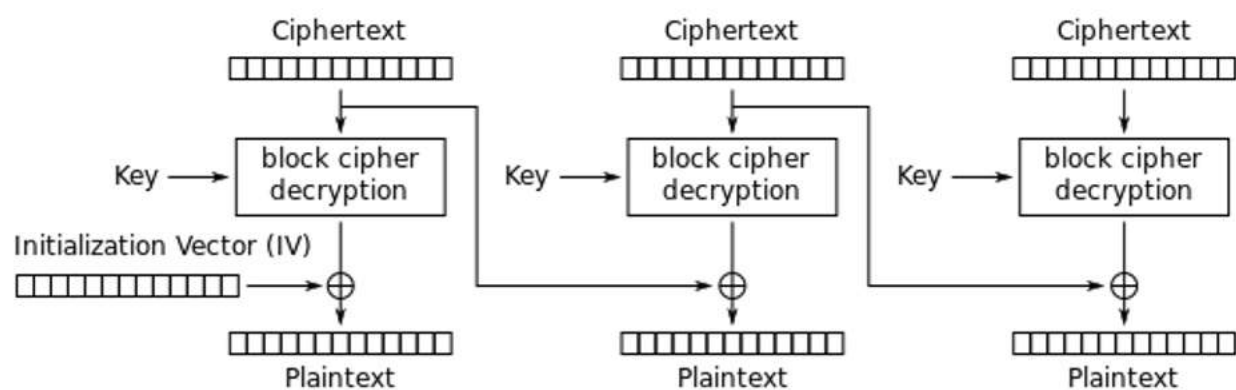 Ciphertext
Ciphertext
Ciphertext
Key
block cipher
decryption
Key
block cipher
decryption
Key
block cipher
decryption
Initialization Vector (IV)
Plaintext
Plaintext
Plaintext